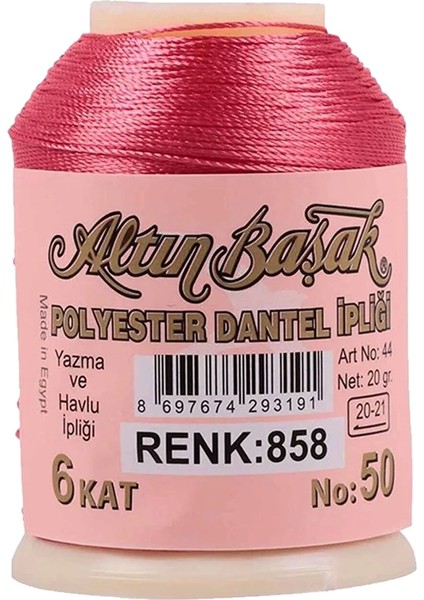 Altın Başak ®
POLYESTER DANTEL İPLİĞİ
Made in Egypt
Yazma
ve
Havlu
İpliği
8 697674 293191
Art No: 44
Net: 20 gr.
20-21
RENK:858
6 KAT
No: 50